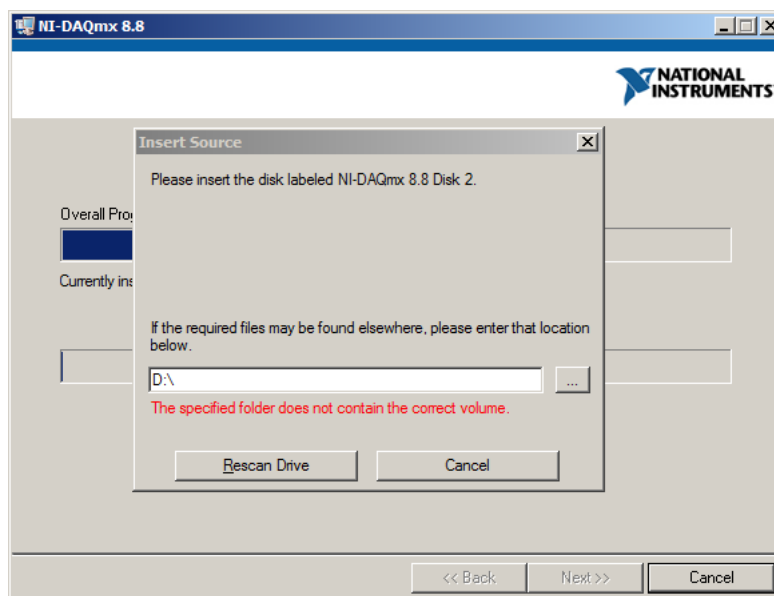 NI-DAQmx 8.8
NATIONAL
INSTRUMENTS
Insert Source
Please insert the disk labeled NI-DAQmx 8.8 Disk 2.
Overall Pro
Currently ins
If the required files may be found elsewhere, please enter that location
below.
D:\
...
The specified folder does not contain the correct volume.
Rescan Drive
Cancel
<< Back
Next >>
Cancel